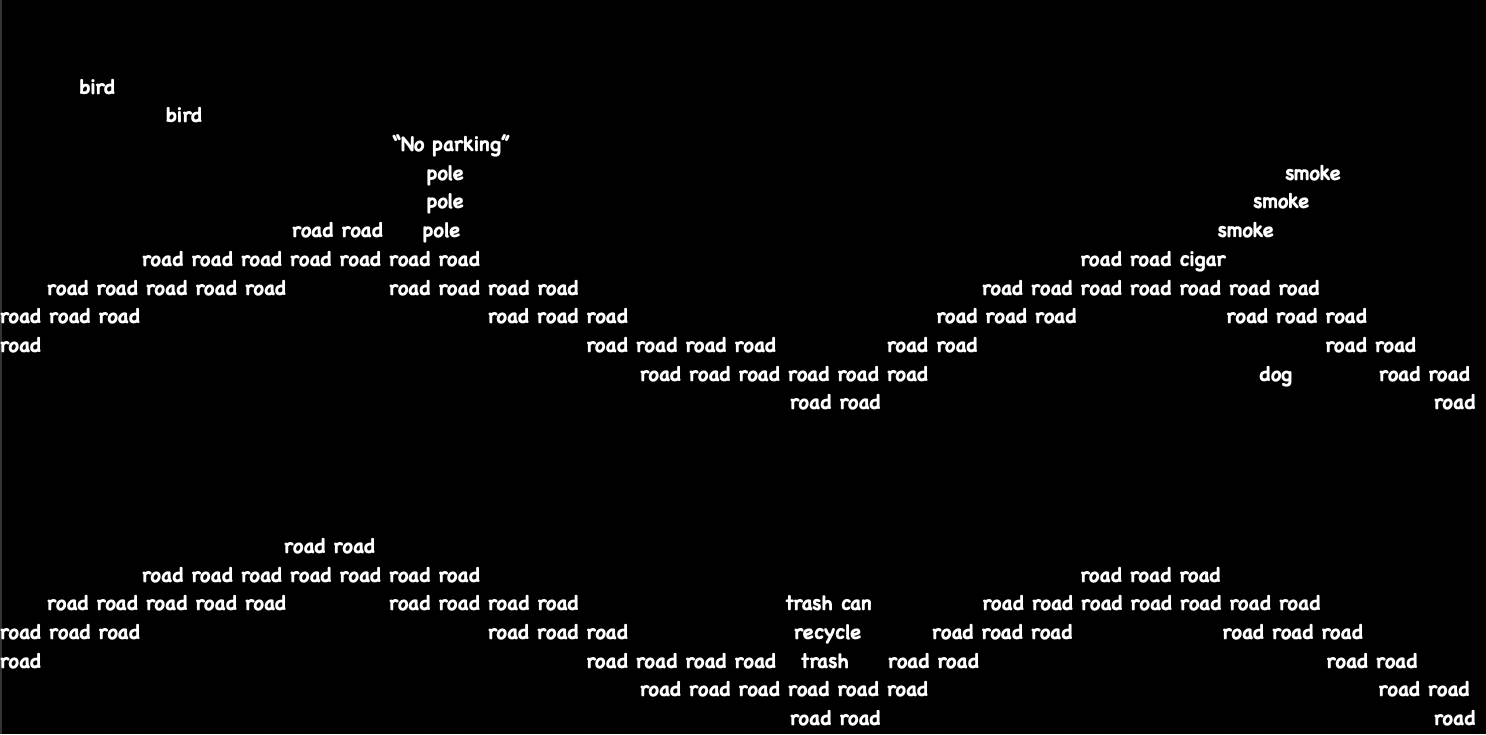 bird
bird
“No parking”
pole smoke
pole smoke
road road pole smoke
road road road road road road road road road cigar
road road road road road road road road road road road road road road road road
road road road road road road road road road road road road
road road road road road road road road road
road road road road road road dog road road
road road road
road road
road road road road road road road road road road
road road road road road road road road road trash can road road road road road road road
road road road road road road recycle road road road road road road
road road road road road trash road road road road
road road road road road road road road
road road road